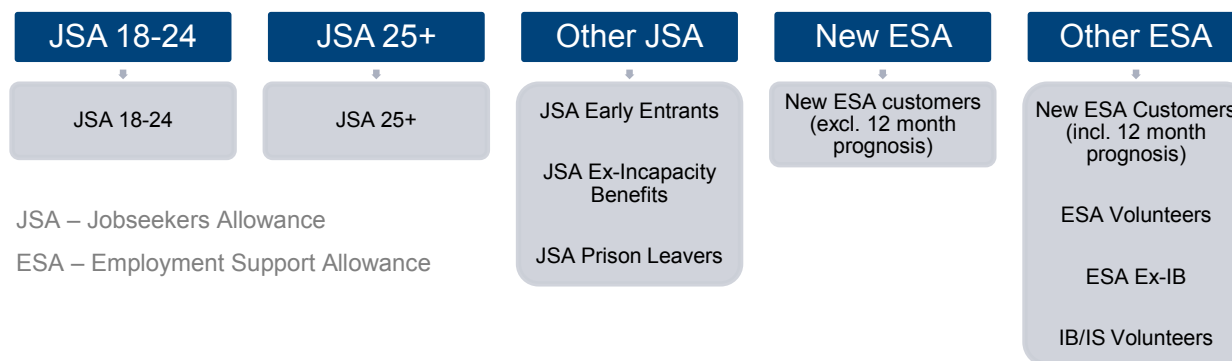 JSA 18-24
JSA 25+
Other JSA
New ESA
Other ESA
JSA 18-24
JSA 25+
JSA Early Entrants
JSA Ex-Incapacity
Benefits
JSA Prison Leavers
New ESA customers
(excl. 12 month
prognosis)
New ESA Customers
(incl. 12 month
prognosis)
ESA Volunteers
ESA Ex-IB
IB/IS Volunteers
JSA – Jobseekers Allowance
ESA – Employment Support Allowance